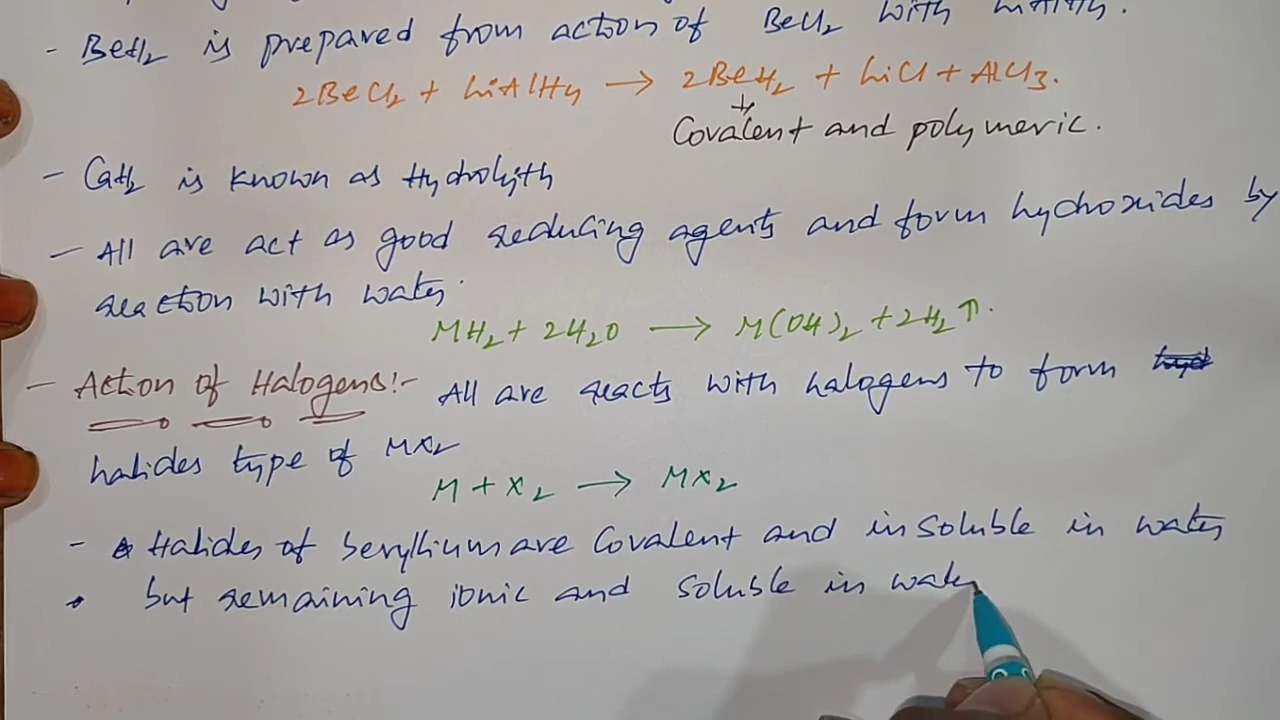 - BeH2 is prepared from action of BeCl2 with LiAlH4.
2BeCl2 + LiAlH4 → 2BeH2 + LiCl + AlCl3.
Covalent and polymeric.
- CaH2 is known as Hydrolith
- All are act as good reducing agents and form hydroxides by
reaction with water.
MH2 + 2H2O → M(OH)2 + 2H2↑.
- Action of Halogens:- All are reacts with halogens to form
halides type of MX2
M + X2 → MX2
- Halides of beryllium are Covalent and insoluble in water
but remaining ionic and soluble in water